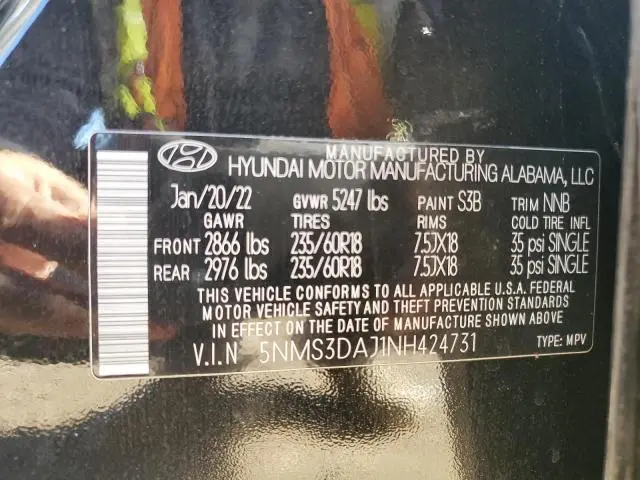 MANUFACTURED BY
HYUNDAI MOTOR MANUFACTURING ALABAMA, LLC
Jan/20/22 GVWR 5247 lbs PAINT S3B TRIM NNB
GAWR TIRES RIMS COLD TIRE INFL
FRONT 2866 lbs 235/60R18 7.5JX18 35 psi SINGLE
REAR 2976 lbs 235/60R18 7.5JX18 35 psi SINGLE
THIS VEHICLE CONFORMS TO ALL APPLICABLE U.S.A. FEDERAL
MOTOR VEHICLE SAFETY AND THEFT PREVENTION STANDARDS
IN EFFECT ON THE DATE OF MANUFACTURE SHOWN ABOVE
V.I.N 5NMS3DAJ1NH424731 TYPE: MPV